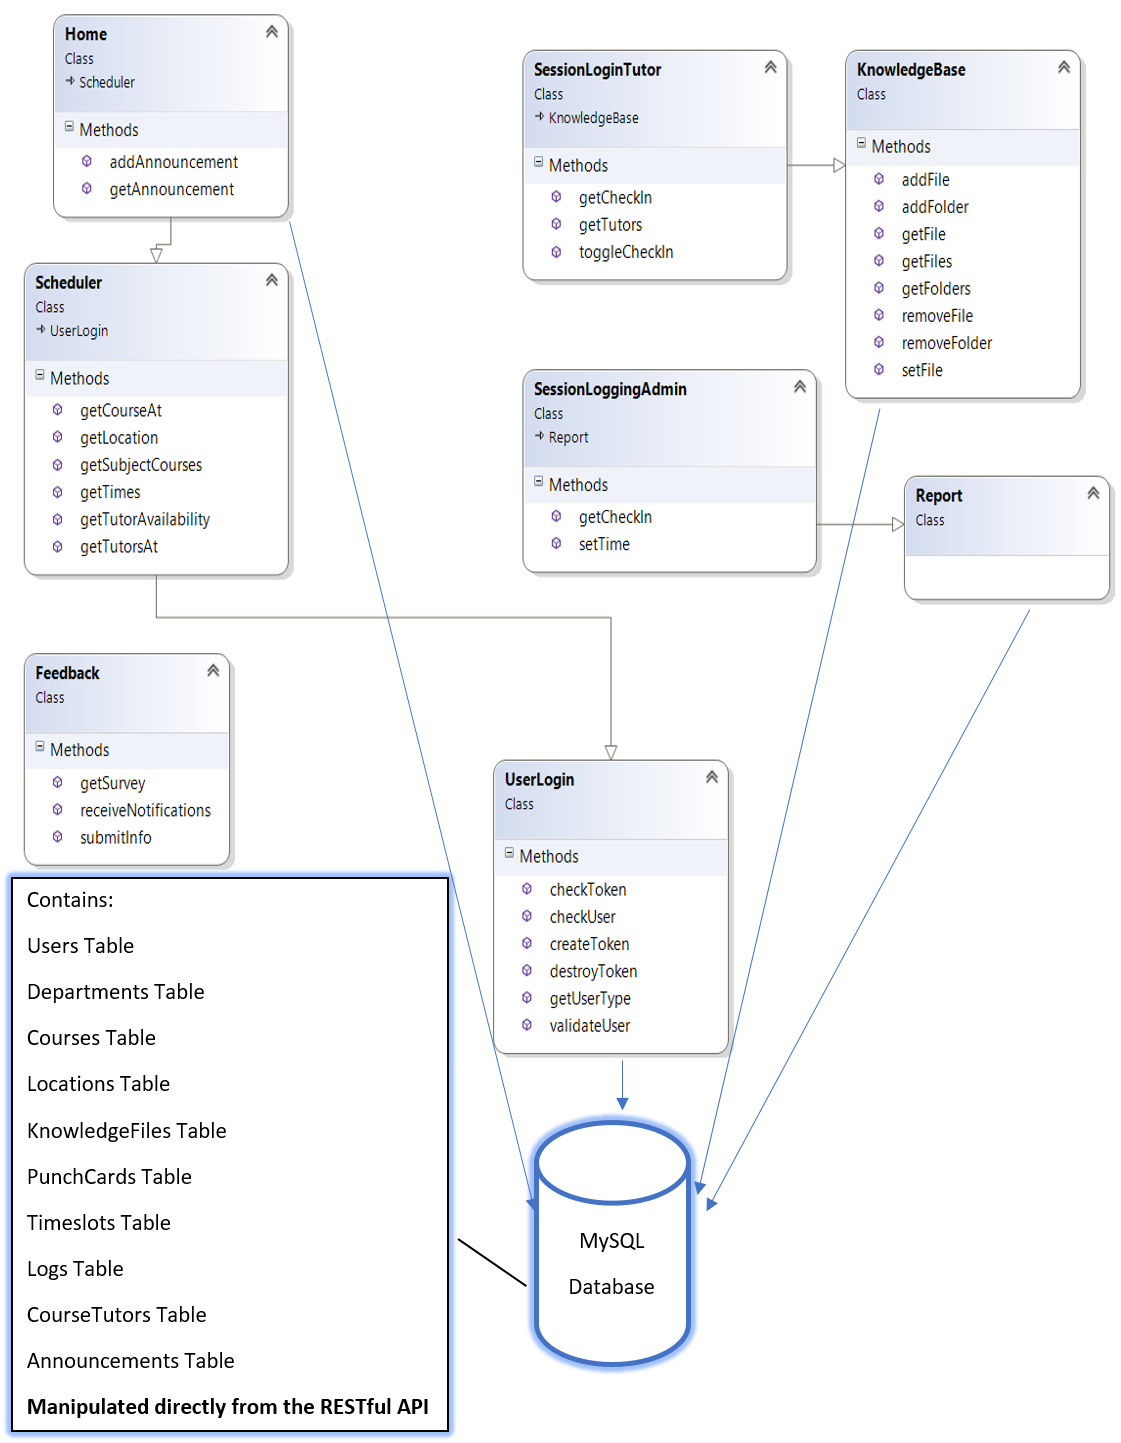 Home
Class
Scheduler
Methods
addAnnouncement
getAnnouncement
SessionLoginTutor
Class
KnowledgeBase
Methods
getCheckIn
getTutors
toggleCheckIn
KnowledgeBase
Class
Methods
addFile
addFolder
getFile
getFiles
getFolders
removeFile
removeFolder
setFile
Scheduler
Class
UserLogin
Methods
getCourseAt
getLocation
getSubjectCourses
getTimes
getTutorAvailability
getTutorsAt
SessionLoggingAdmin
Class
Report
Methods
getCheckIn
setTime
Report
Class
Feedback
Class
Methods
getSurvey
receiveNotifications
submitInfo
UserLogin
Class
Methods
checkToken
checkUser
createToken
destroyToken
getUserType
validateUser
Contains:
Users Table
Departments Table
Courses Table
Locations Table
KnowledgeFiles Table
PunchCards Table
Timeslots Table
Logs Table
CourseTutors Table
Announcements Table
Manipulated directly from the RESTful API
MySQL
Database